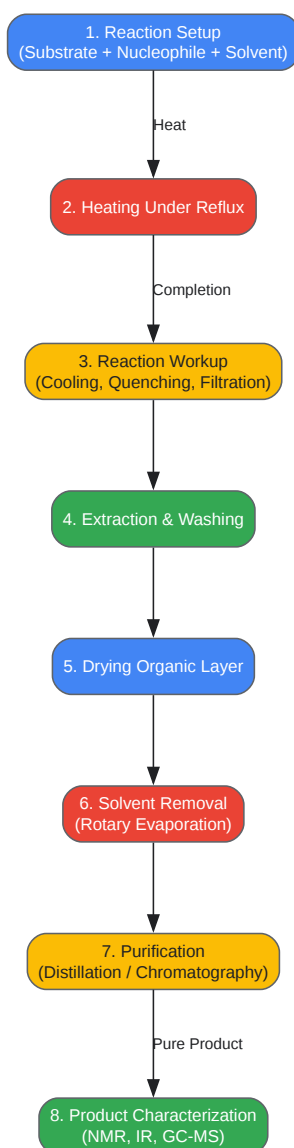 1. Reaction Setup
(Substrate + Nucleophile + Solvent)
Heat
2. Heating Under Reflux
Completion
3. Reaction Workup
(Cooling, Quenching, Filtration)
4. Extraction & Washing
5. Drying Organic Layer
6. Solvent Removal
(Rotary Evaporation)
7. Purification
(Distillation / Chromatography)
Pure Product
8. Product Characterization
(NMR, IR, GC-MS)